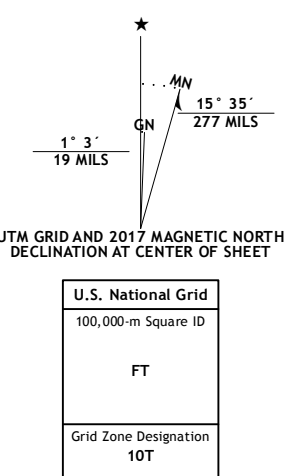 ★
MN
GN
15° 35´
277 MILS
1° 3´
19 MILS
UTM GRID AND 2017 MAGNETIC NORTH
DECLINATION AT CENTER OF SHEET
U.S. National Grid
100,000-m Square ID
FT
Grid Zone Designation
10T